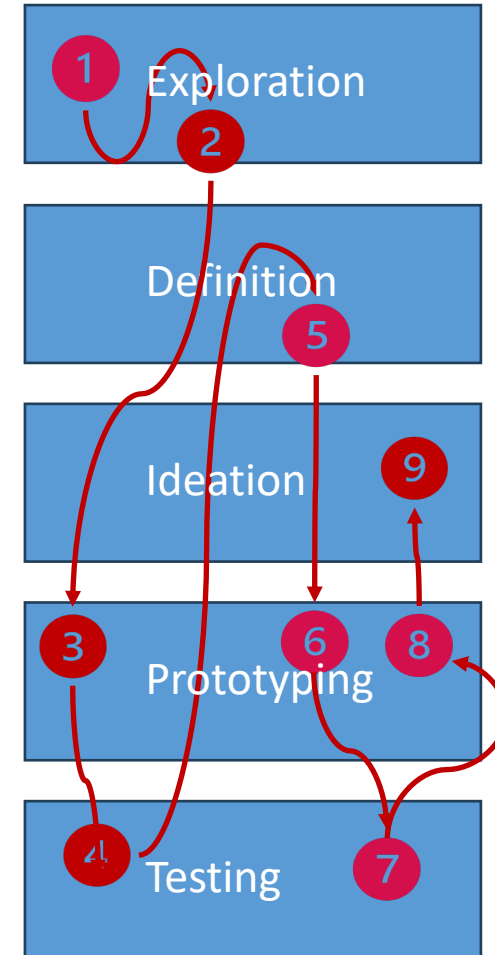 1
Exploration
2
Definition
5
9
Ideation
3
6
8
Prototyping
4
Testing
7